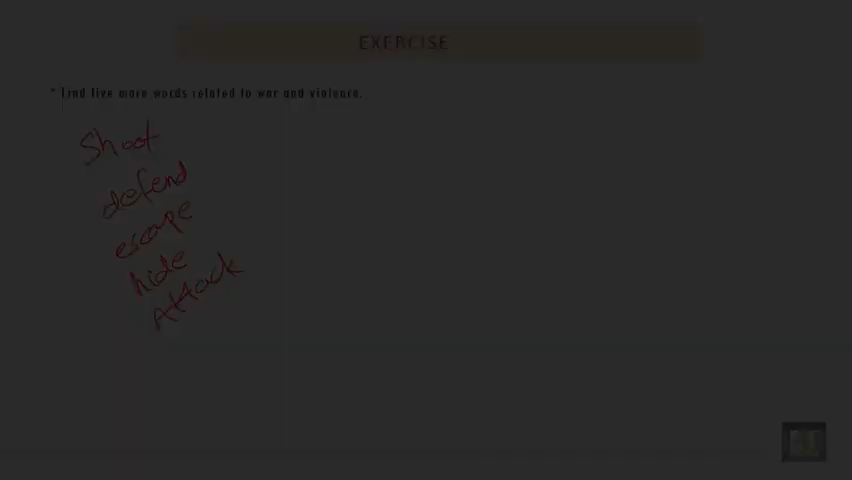 EXERCISE
* Find five more words related to war and violence.
Shoot
defend
escape
hide
Attack